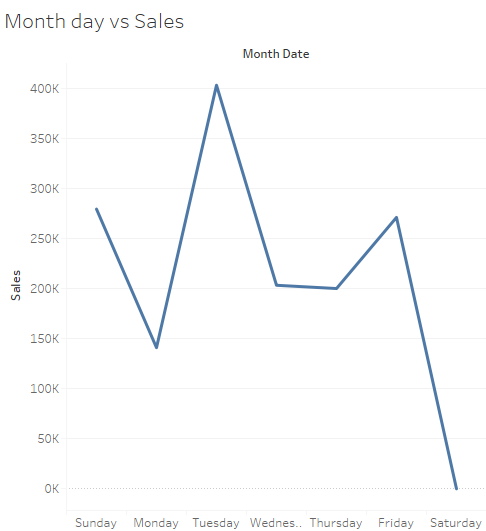 Month day vs Sales
Month Date
400K
350K
300K
250K
200K
150K
100K
50K
0K
Sales
Sunday Monday Tuesday Wednes.. Thursday Friday Saturday